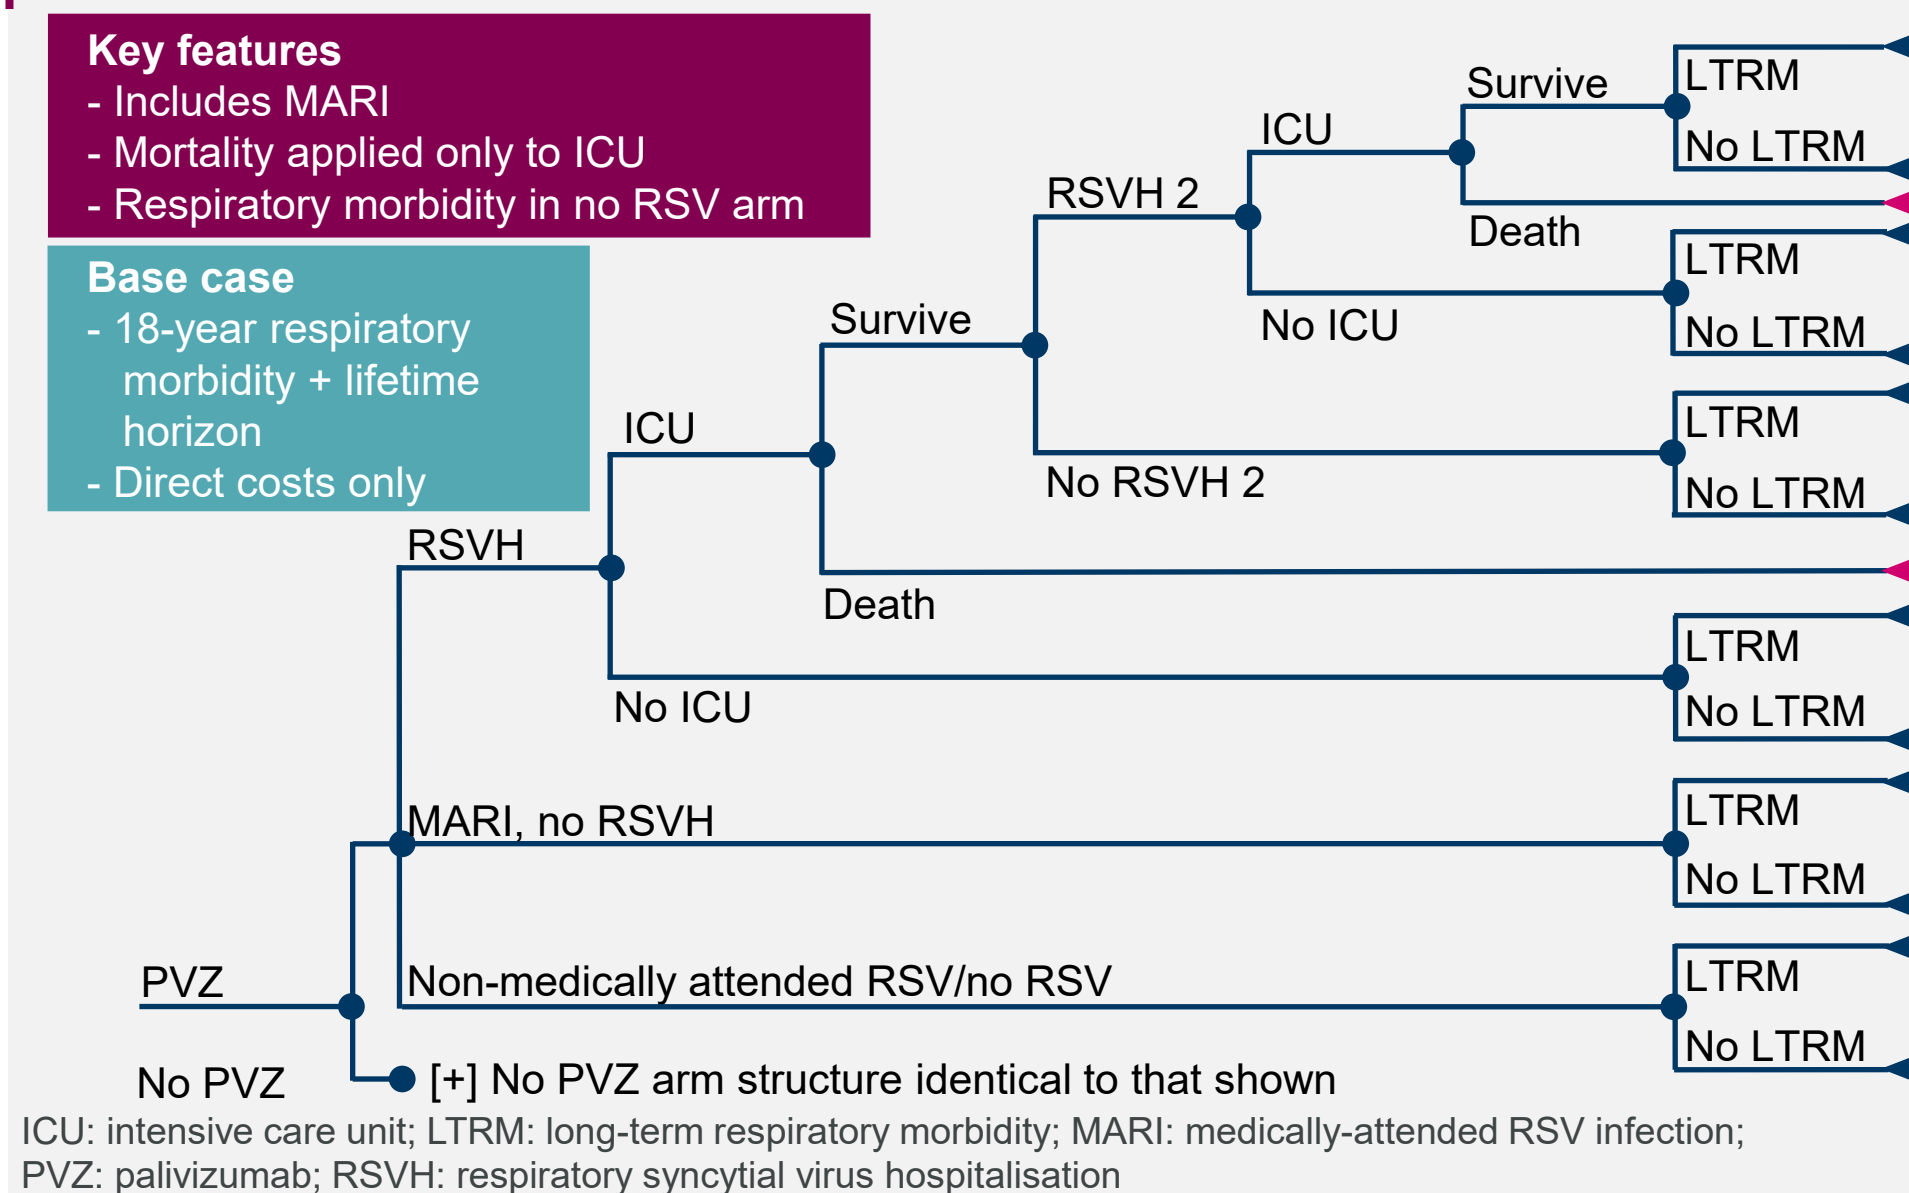 Key features
- Includes MARI
- Mortality applied only to ICU
- Respiratory morbidity in no RSV arm
Base case
- 18-year respiratory
morbidity + lifetime
horizon
- Direct costs only
LTRM
Survive
ICU
No LTRM
RSVH 2
Death
LTRM
Survive
No ICU
No LTRM
LTRM
ICU
No RSVH 2
No LTRM
RSVH
Death
LTRM
No ICU
No LTRM
MARI, no RSVH
LTRM
No LTRM
PVZ
Non-medically attended RSV/no RSV
LTRM
No LTRM
No PVZ
[+] No PVZ arm structure identical to that shown
ICU: intensive care unit; LTRM: long-term respiratory morbidity; MARI: medically-attended RSV infection;
PVZ: palivizumab; RSVH: respiratory syncytial virus hospitalisation